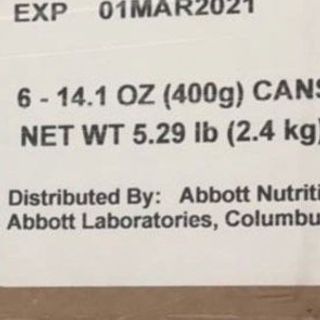 EXP 01MAR2021
6 - 14.1 OZ (400g) CANS
NET WT 5.29 lb (2.4 kg)
Distributed By: Abbott Nutriti
Abbott Laboratories, Columbu